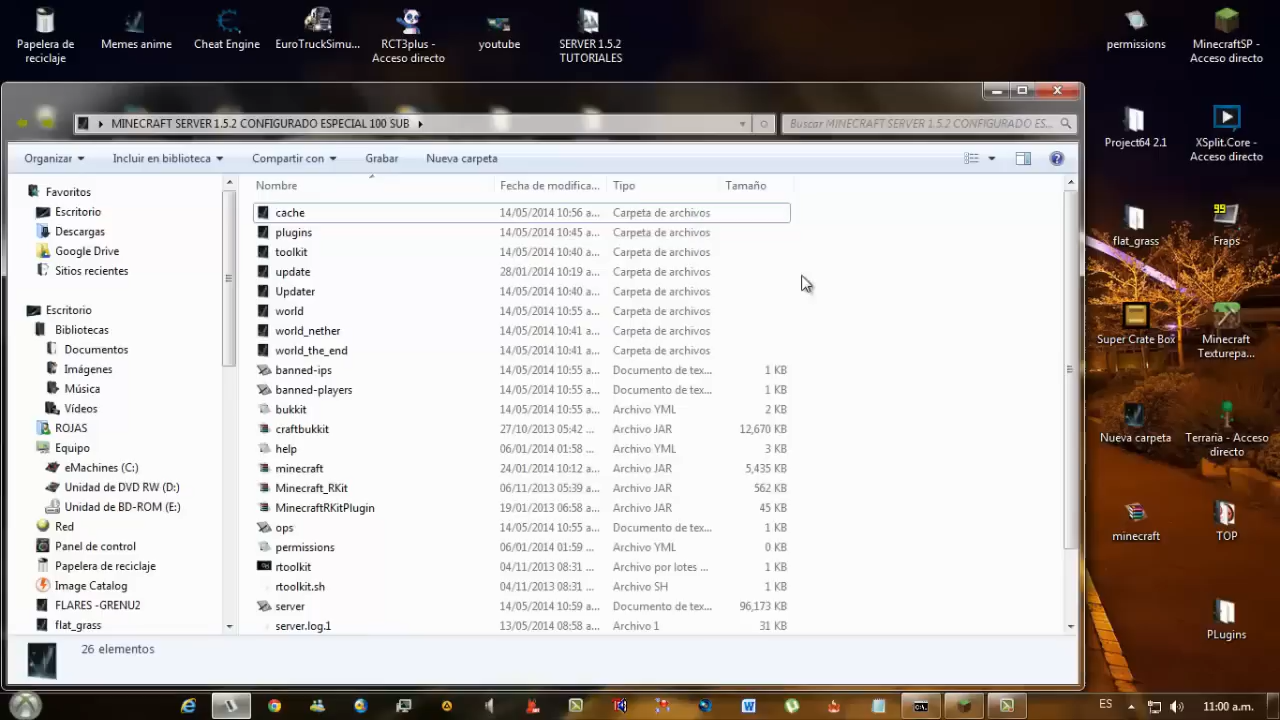 Papelera de
reciclaje
Memes anime
Cheat Engine
EuroTruckSimu...
RCT3plus -
Acceso directo
youtube
SERVER 1.5.2
TUTORIALES
permissions
MinecraftSP -
Acceso directo
MINECRAFT SERVER 1.5.2 CONFIGURADO ESPECIAL 100 SUB
Buscar MINECRAFT SERVER 1.5.2 CONFIGURADO ES...
Organizar
Incluir en biblioteca
Compartir con
Grabar
Nueva carpeta
Favoritos
Escritorio
Descargas
Google Drive
Sitios recientes
Escritorio
Bibliotecas
Documentos
Imágenes
Música
Vídeos
ROJAS
Equipo
eMachines (C:)
Unidad de DVD RW (D:)
Unidad de BD-ROM (E:)
Red
Panel de control
Papelera de reciclaje
Image Catalog
FLARES -GRENU2
flat_grass
Nombre Fecha de modifica... Tipo Tamaño
cache 14/05/2014 10:56 a... Carpeta de archivos
plugins 14/05/2014 10:45 a... Carpeta de archivos
toolkit 14/05/2014 10:40 a... Carpeta de archivos
update 28/01/2014 10:19 a... Carpeta de archivos
Updater 14/05/2014 10:40 a... Carpeta de archivos
world 14/05/2014 10:55 a... Carpeta de archivos
world_nether 14/05/2014 10:41 a... Carpeta de archivos
world_the_end 14/05/2014 10:41 a... Carpeta de archivos
banned-ips 14/05/2014 10:55 a... Documento de tex... 1 KB
banned-players 14/05/2014 10:55 a... Documento de tex... 1 KB
bukkit 14/05/2014 10:55 a... Archivo YML 2 KB
craftbukkit 27/10/2013 05:42 ... Archivo JAR 12,670 KB
help 06/01/2014 01:58 ... Archivo YML 3 KB
minecraft 24/01/2014 10:12 a... Archivo JAR 5,435 KB
Minecraft_RKit 06/11/2013 05:39 ... Archivo JAR 562 KB
MinecraftRKitPlugin 19/01/2013 06:58 ... Archivo JAR 45 KB
ops 14/05/2014 10:55 a... Documento de tex... 1 KB
permissions 06/01/2014 01:59 ... Archivo YML 0 KB
rtoolkit 04/11/2013 08:31 ... Archivo por lotes ... 1 KB
rtoolkit.sh 04/11/2013 08:31 ... Archivo SH 1 KB
server 14/05/2014 10:59 a... Documento de tex... 96,173 KB
server.log.1 13/05/2014 08:58 a... Archivo 1 31 KB
26 elementos
Project64 2.1
XSplit.Core -
Acceso directo
flat_grass
99
Fraps
Super Crate Box
Minecraft
Texturepa...
Nueva carpeta
Terraria - Acceso
directo
minecraft
TOP
PLugins
ES
11:00 a.m.